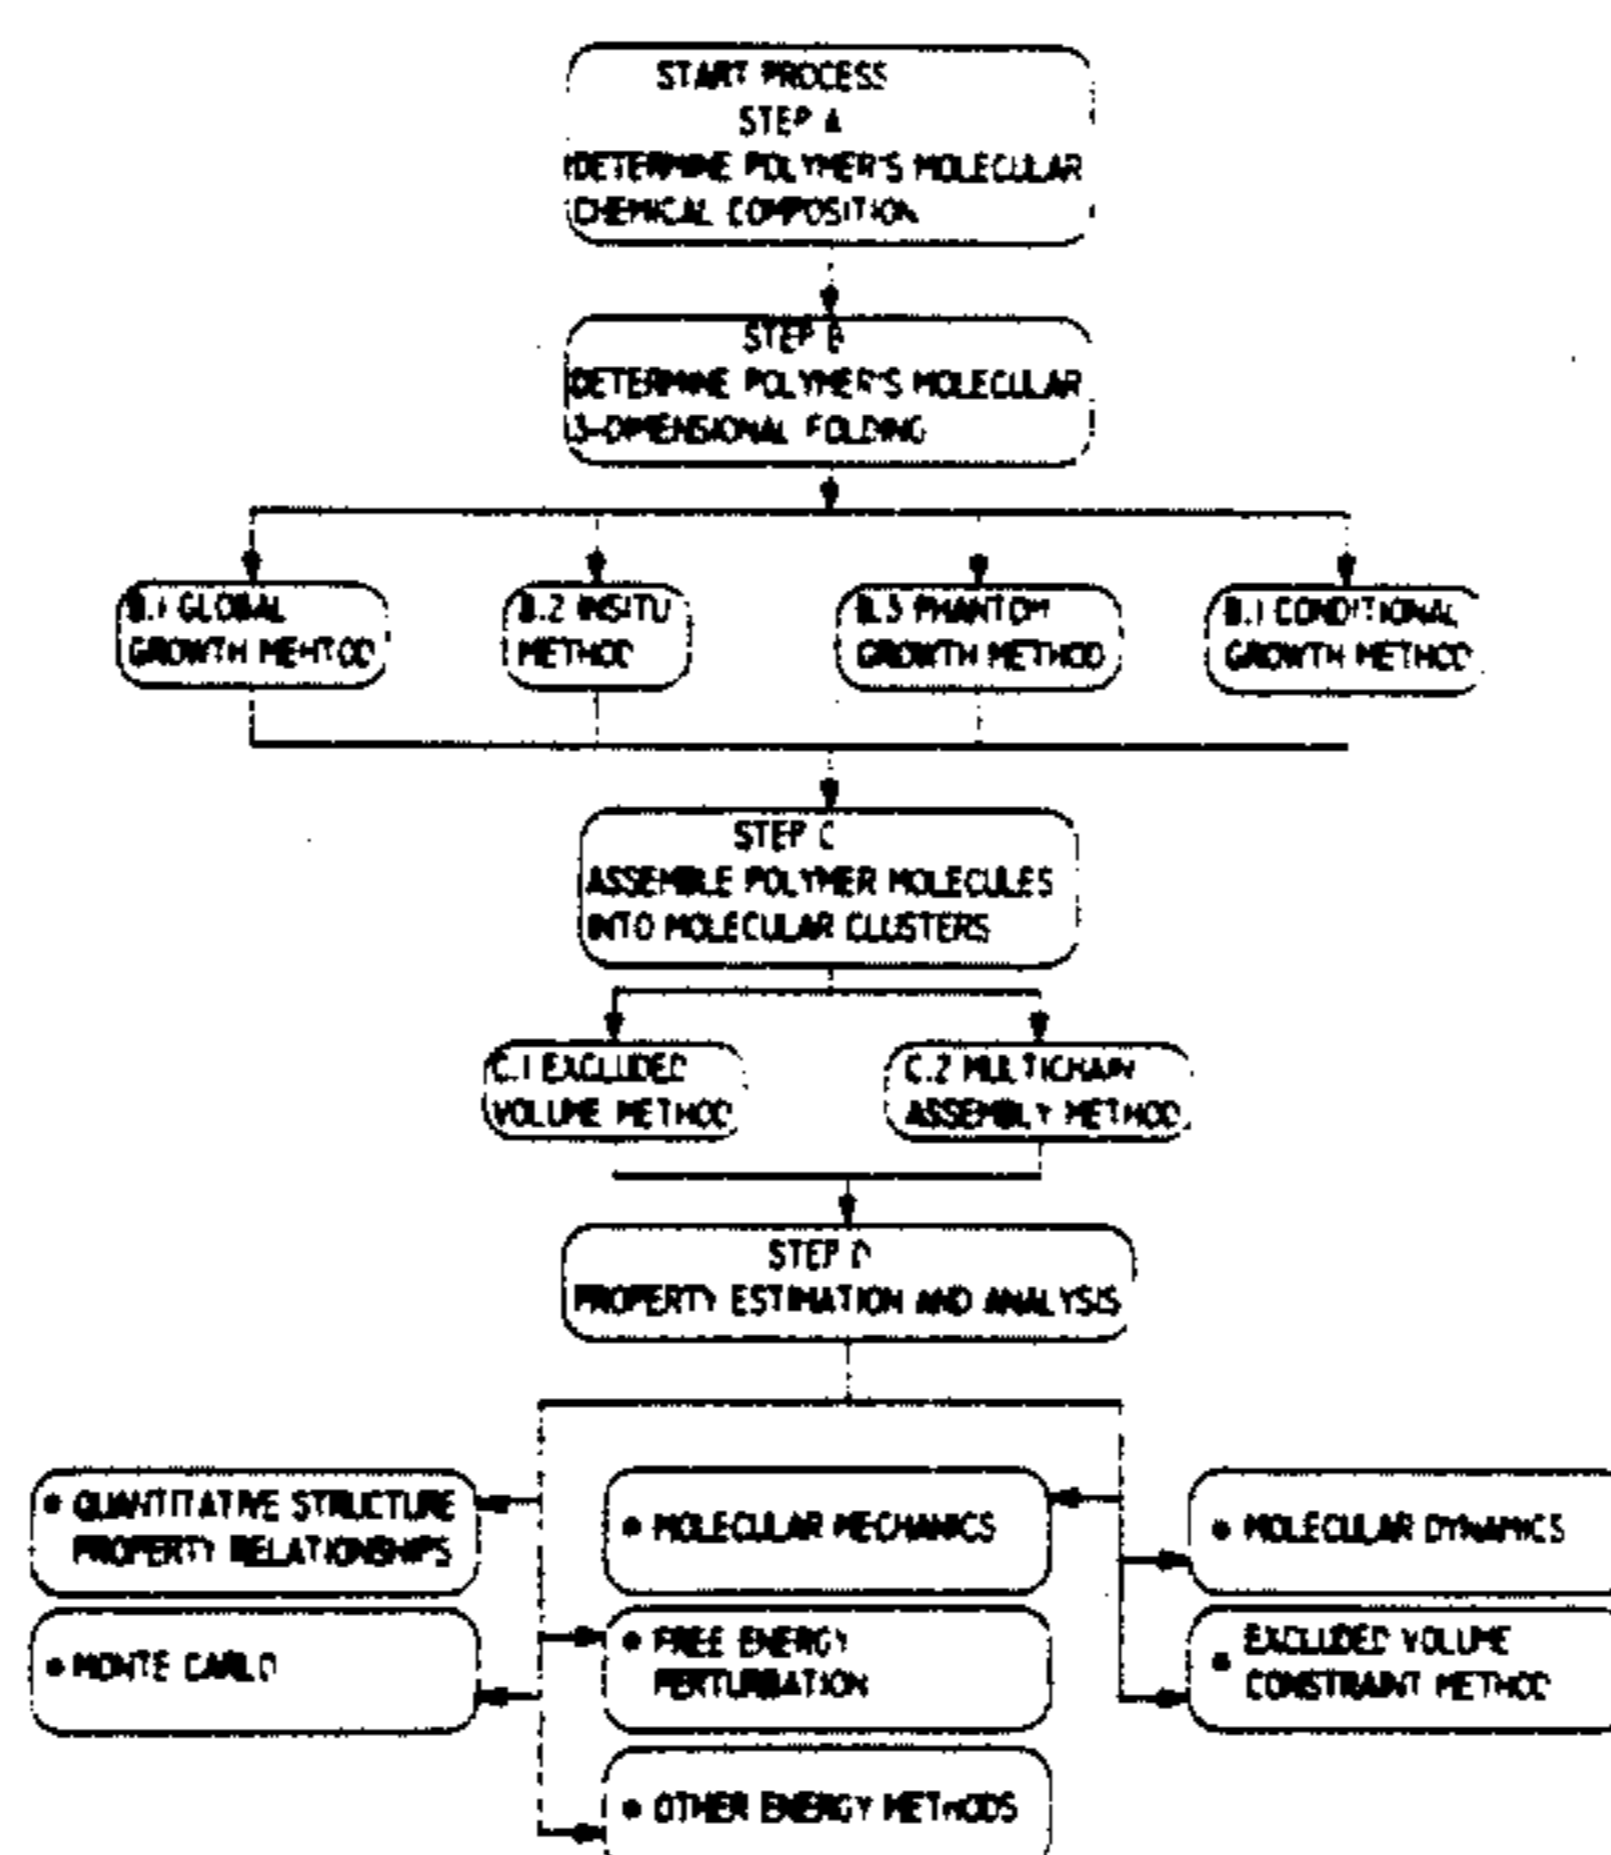 START PROCESS
STEP A
DETERMINE POLYMER'S MOLECULAR
CHEMICAL COMPOSITION
STEP B
DETERMINE POLYMER'S MOLECULAR
3-DIMENSIONAL FOLDING
B.1 GLOBAL
GROWTH MEHTOD
B.2 INSITU
METHOD
B.3 PHANTOM
GROWTH METHOD
B.1 CONDITIONAL
GROWTH METHOD
STEP C
ASSEMBLE POLYMER MOLECULES
INTO MOLECULAR CLUSTERS
C.1 EXCLUDED
VOLUME METHOD
C.2 MULTICHAIN
ASSEMBLY METHOD
STEP D
PROPERTY ESTIMATION AND ANALYSIS
• QUANTITATIVE STRUCTURE
PROPERTY RELATIONSHIPS
• MOLECULAR MECHANICS
• MOLECULAR DYNAMICS
• MONTE CARLO
• FREE ENERGY
PERTURBATION
• EXCLUDED VOLUME
CONSTRAINT METHOD
• OTHER ENERGY METHODS